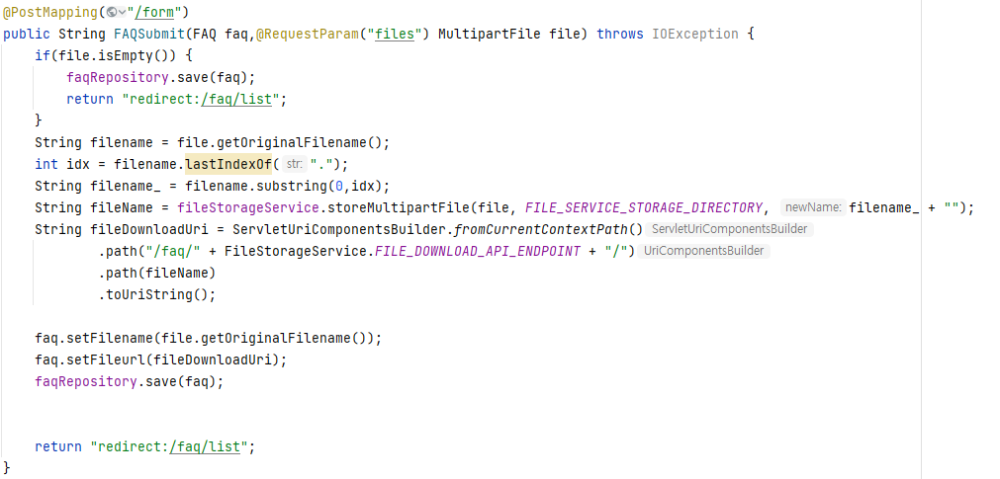 @PostMapping("/form")
public String FAQSubmit(FAQ faq,@RequestParam("files") MultipartFile file) throws IOException {
    if(file.isEmpty()) {
        faqRepository.save(faq);
        return "redirect:/faq/list";
    }
    String filename = file.getOriginalFilename();
    int idx = filename.lastIndexOf( str: ".");
    String filename_ = filename.substring(0,idx);
    String fileName = fileStorageService.storeMultipartFile(file, FILE_SERVICE_STORAGE_DIRECTORY, newName: filename_ + "");
    String fileDownloadUri = ServletUriComponentsBuilder.fromCurrentContextPath() ServletUriComponentsBuilder
            .path("/faq/" + FileStorageService.FILE_DOWNLOAD_API_ENDPOINT + "/") UriComponentsBuilder
            .path(fileName)
            .toUriString();
    faq.setFilename(file.getOriginalFilename());
    faq.setFileurl(fileDownloadUri);
    faqRepository.save(faq);
    return "redirect:/faq/list";
}